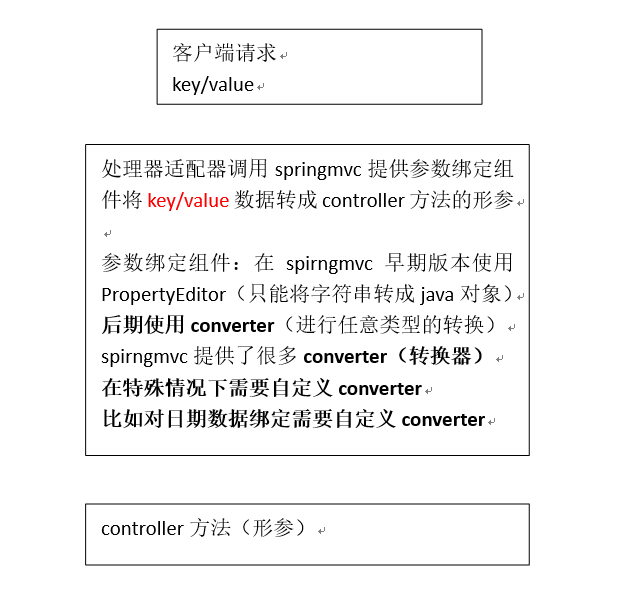 客户端请求
key/value
处理器适配器调用 springmvc 提供参数绑定组
件将 key/value 数据转成 controller 方法的形参
参数绑定组件：在 spirngmvc 早期版本使用
PropertyEditor（只能将字符串转成 java 对象）
后期使用 converter（进行任意类型的转换）
spirngmvc 提供了很多 converter（转换器）
在特殊情况下需要自定义 converter
比如对日期数据绑定需要自定义 converter
controller 方法（形参）